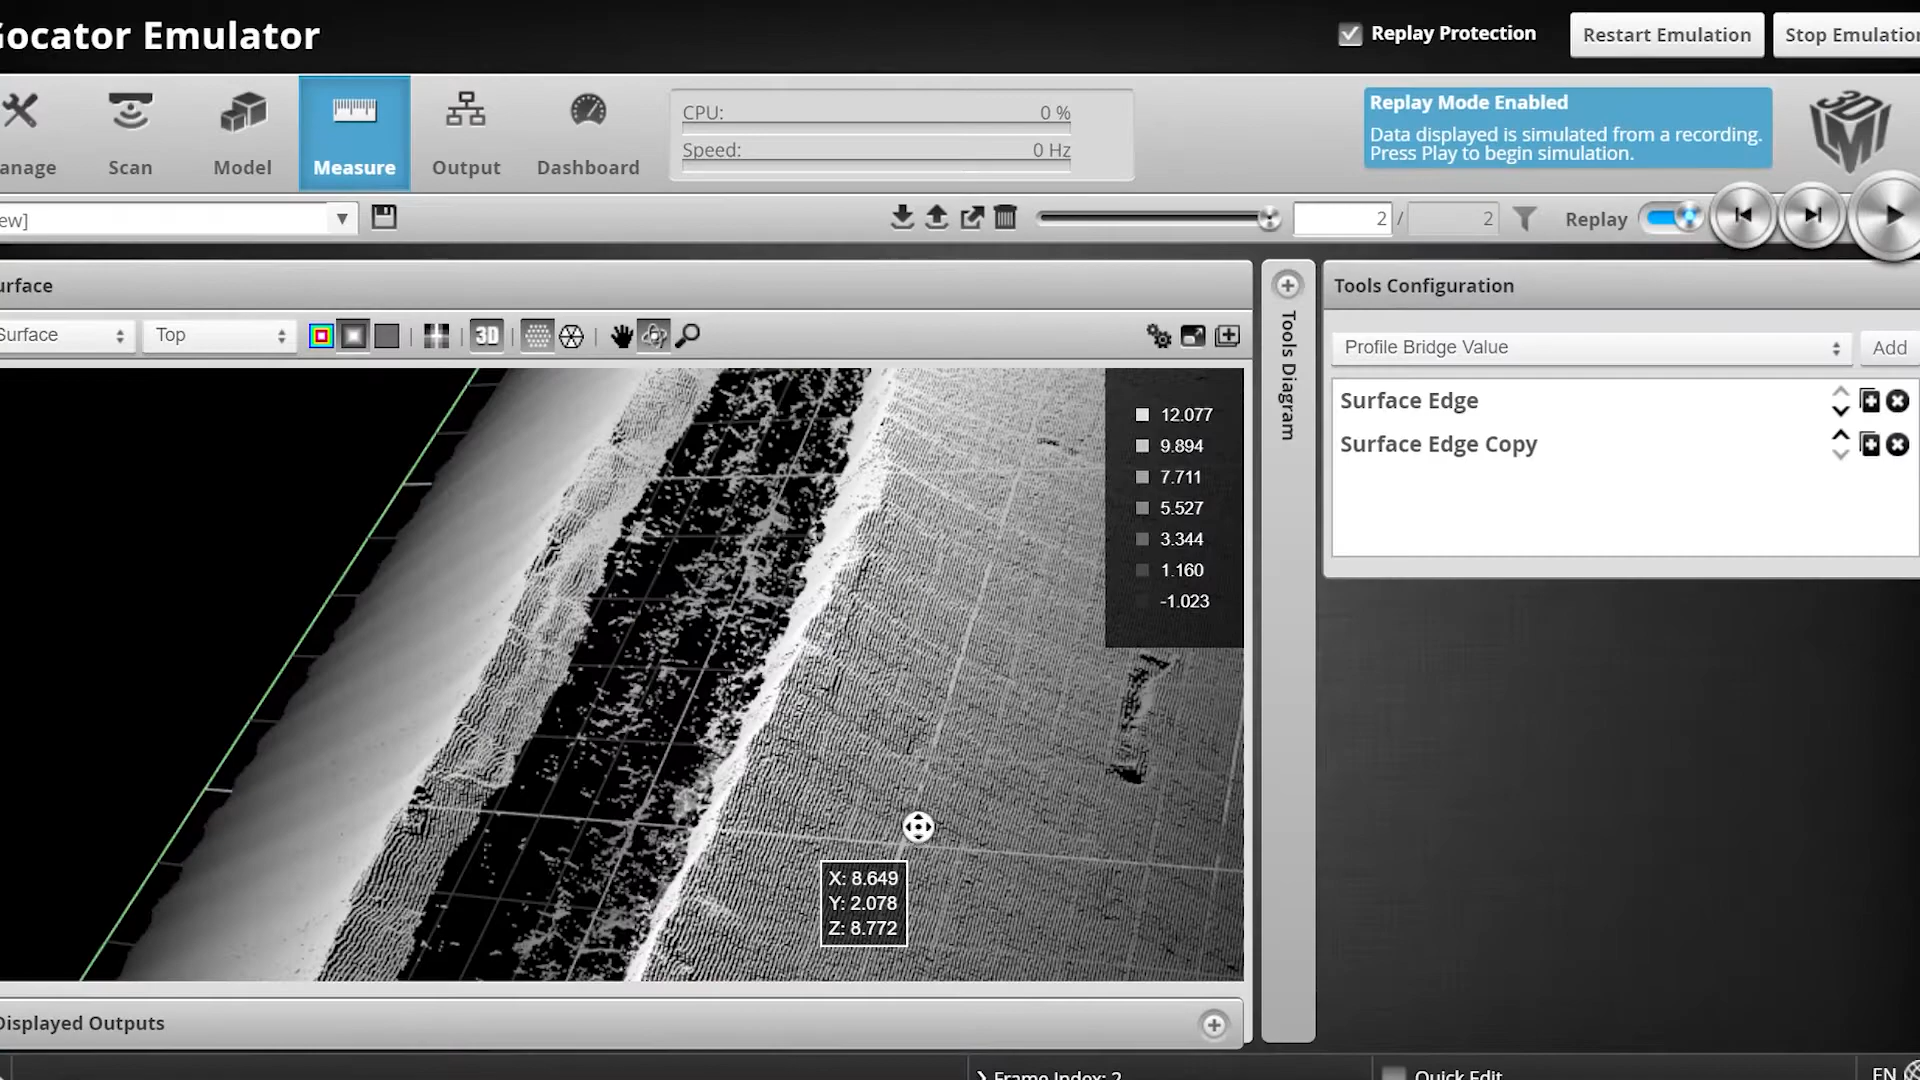 Gocator Emulator
Replay Protection
Restart Emulation
Stop Emulation
anage
Scan
Model
Measure
Output
Dashboard
CPU: 0 %
Speed: 0 Hz
Replay Mode Enabled
Data displayed is simulated from a recording.
Press Play to begin simulation.
ew]
2 / 2
Replay
urface
Surface
Top
3D
Tools Diagram
Tools Configuration
Profile Bridge Value
Add
Surface Edge
Surface Edge Copy
12.077
9.894
7.711
5.527
3.344
1.160
-1.023
X: 8.649
Y: 2.078
Z: 8.772
Displayed Outputs
Frame Index: 2
Quick Edit
EN